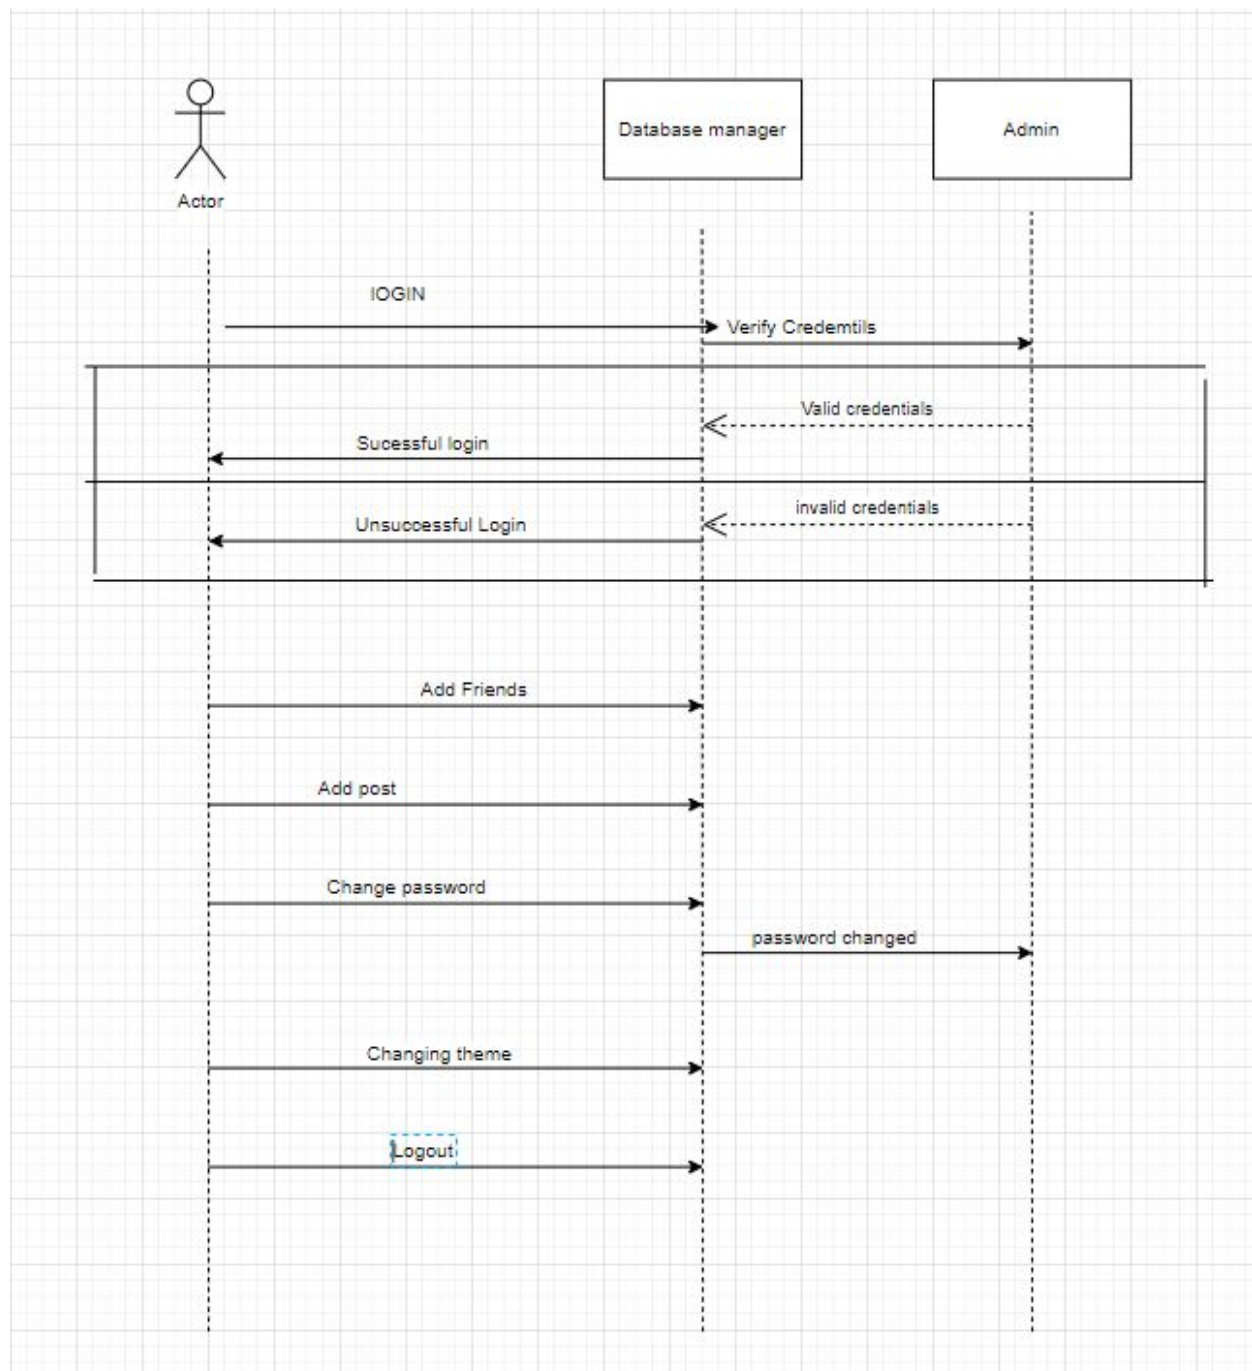 Database manager
Admin
Actor
lOGIN
Verify Credemtils
Valid credentials
Sucessful login
invalid credentials
Unsuccessful Login
Add Friends
Add post
Change password
password changed
Changing theme
Logout